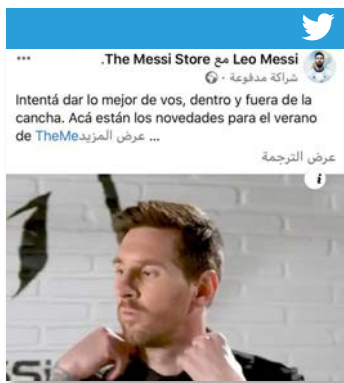 Leo Messi مع The Messi Store.
شراكة مدفوعة ·
Intentá dar lo mejor de vos, dentro y fuera de la
cancha. Acá están los novedades para el verano
de TheMe... عرض المزيد
عرض الترجمة
i